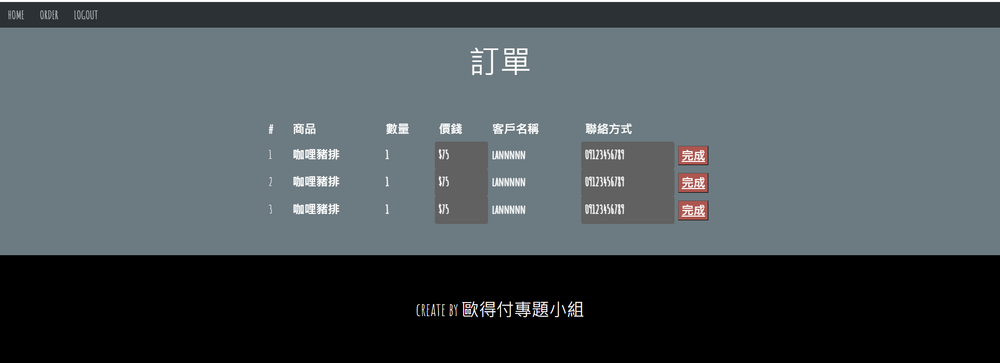 HOME ORDER LOGOUT
訂單
# 商品 數量 價錢 客戶名稱 聯絡方式
1 咖哩豬排 1 $75 LANNNNN 09123456789 完成
2 咖哩豬排 1 $75 LANNNNN 09123456789 完成
3 咖哩豬排 1 $75 LANNNNN 09123456789 完成
CREATE BY 歐得付專題小組